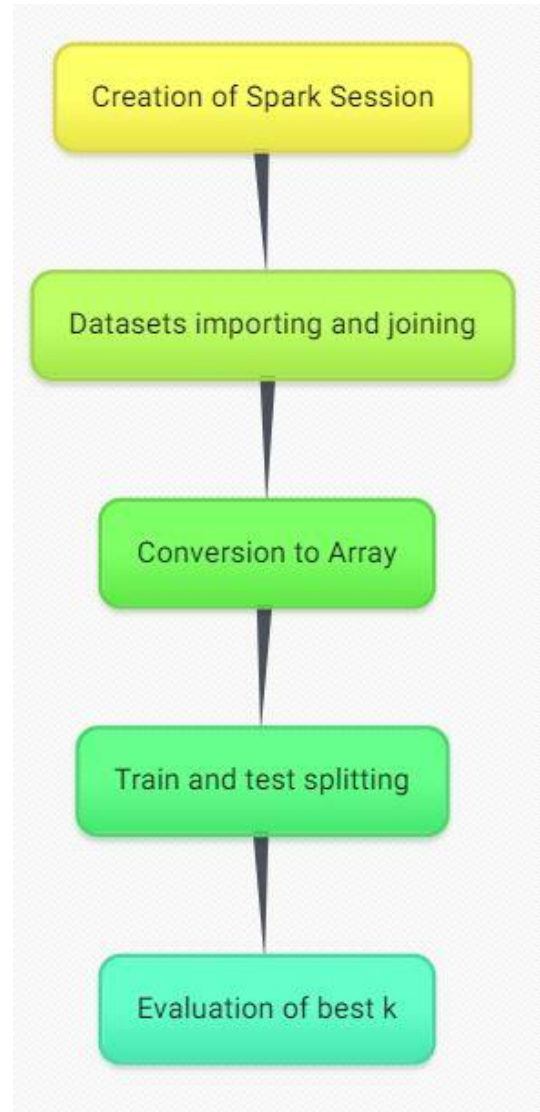 Creation of Spark Session
Datasets importing and joining
Conversion to Array
Train and test splitting
Evaluation of best k